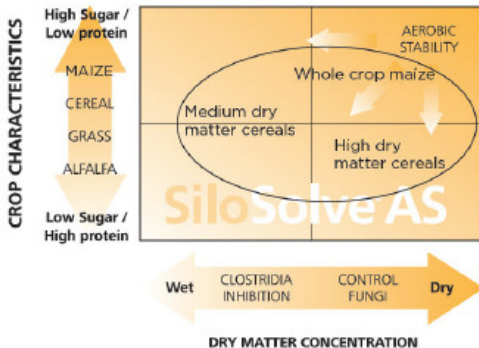 CROP CHARACTERISTICS
High Sugar /
Low protein
MAIZE
CEREAL
GRASS
ALFALFA
Low Sugar /
High protein
AEROBIC
STABILITY
Whole crop maize
Medium dry
matter cereals
High dry
matter cereals
SiloSolve AS
Wet
CLOSTRIDIA
INHIBITION
CONTROL
FUNGI
Dry
DRY MATTER CONCENTRATION